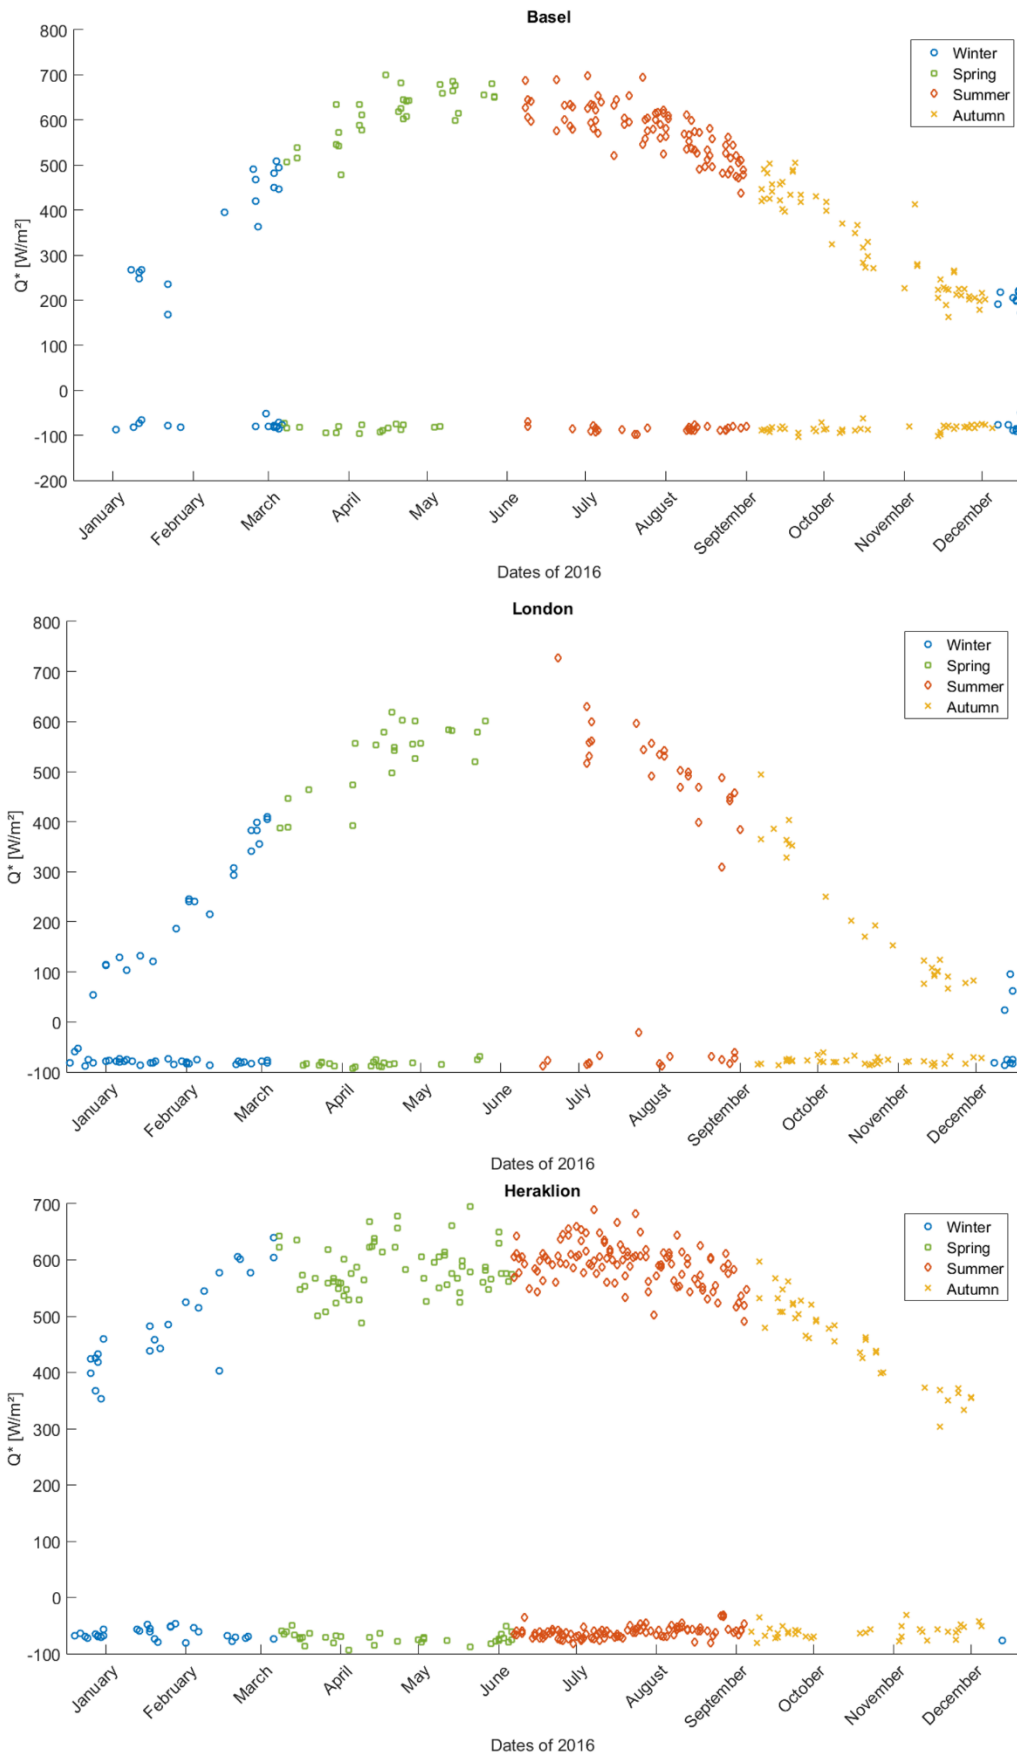 Basel
800
700
600
500
400
300
200
100
0
-100
-200
Q* [W/m²]
Winter
Spring
Summer
Autumn
January
February
March
April
May
June
July
August
September
October
November
December
Dates of 2016
London
800
700
600
500
400
300
200
100
0
-100
Q* [W/m²]
Winter
Spring
Summer
Autumn
January
February
March
April
May
June
July
August
September
October
November
December
Dates of 2016
Heraklion
700
600
500
400
300
200
100
0
-100
Q* [W/m²]
Winter
Spring
Summer
Autumn
January
February
March
April
May
June
July
August
September
October
November
December
Dates of 2016